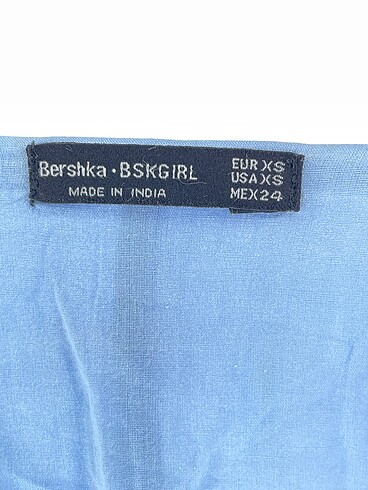 Bershka · BSKGIRL
MADE IN INDIA
EUR XS
USA XS
MEX 24